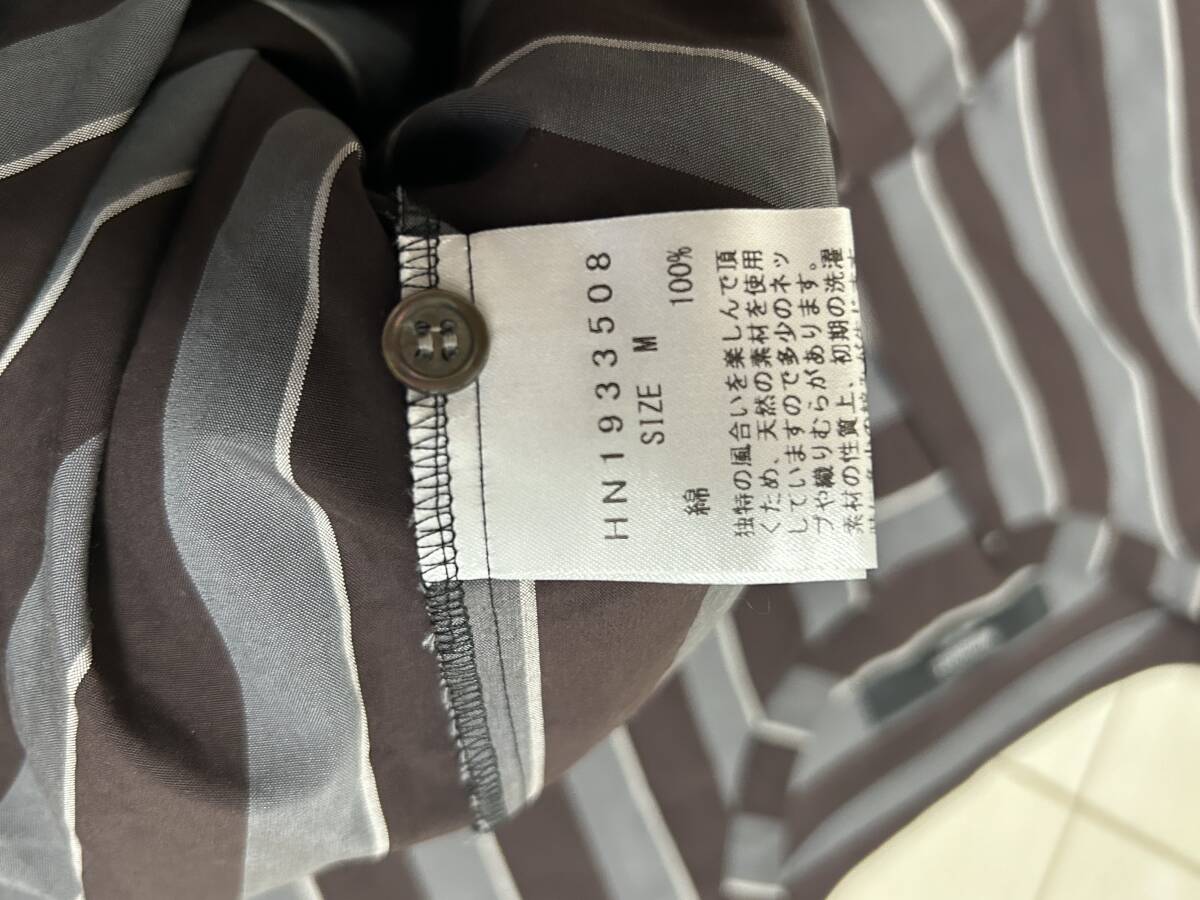 HN1933508
SIZE M
綿 100%
独特の風合いを楽しんで頂
くため、天然の素材を使用
していますので多少のネッ
プや織りむらがあります。
素材の性質上、初期の洗濯